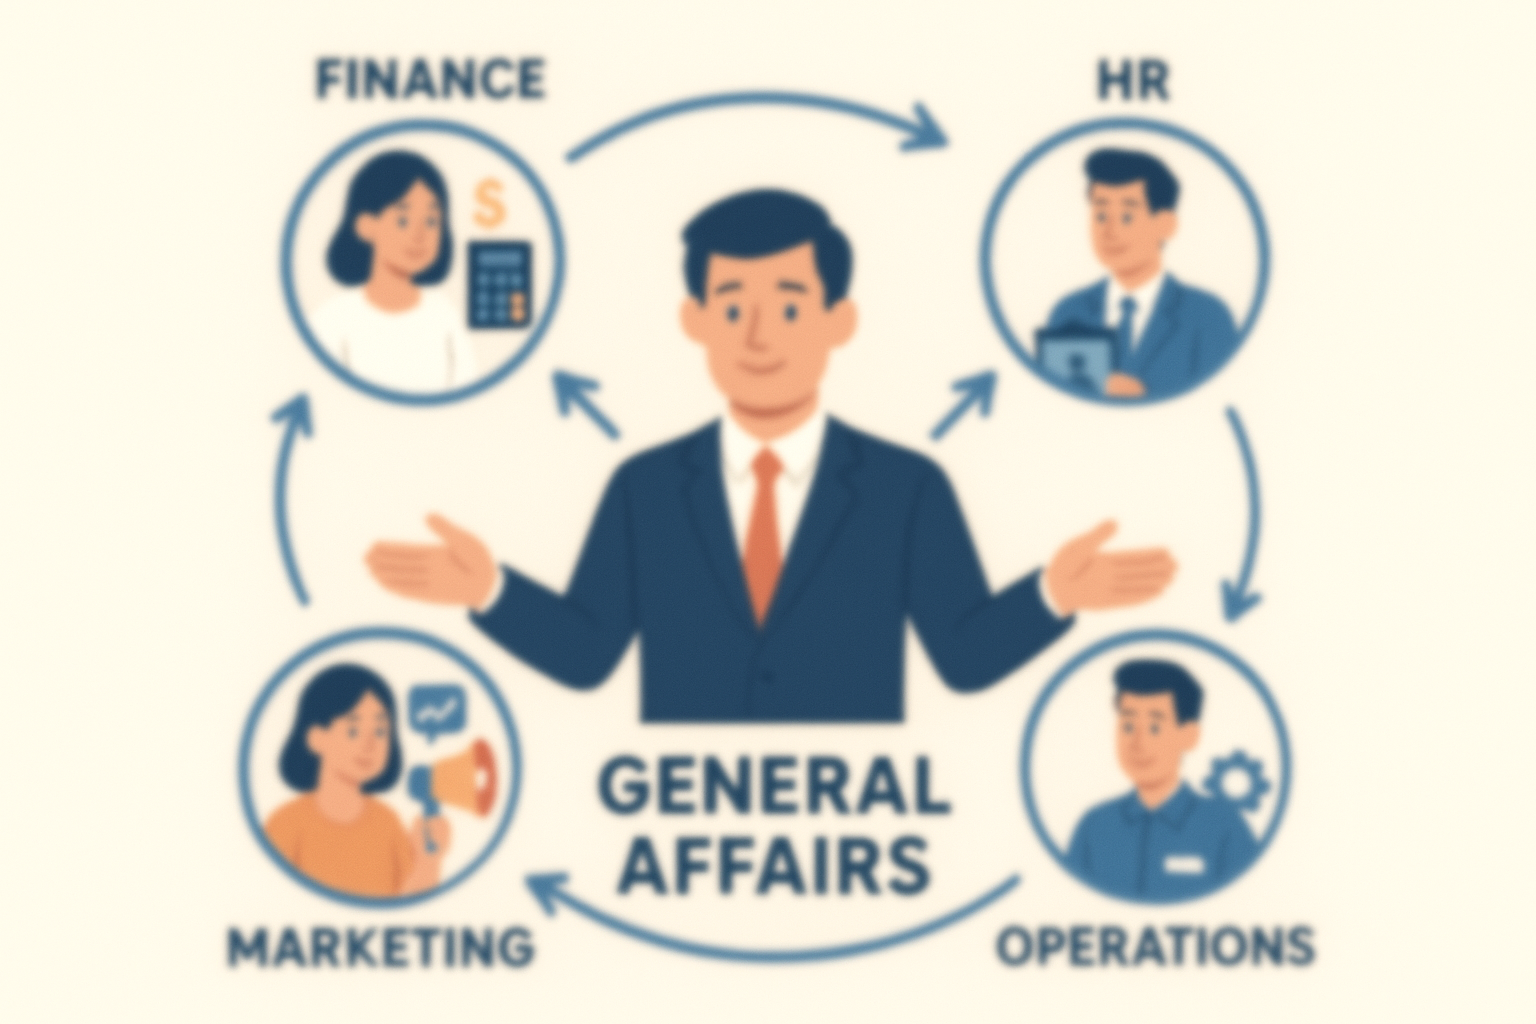 FINANCE
HR
GENERAL
AFFAIRS
MARKETING
OPERATIONS